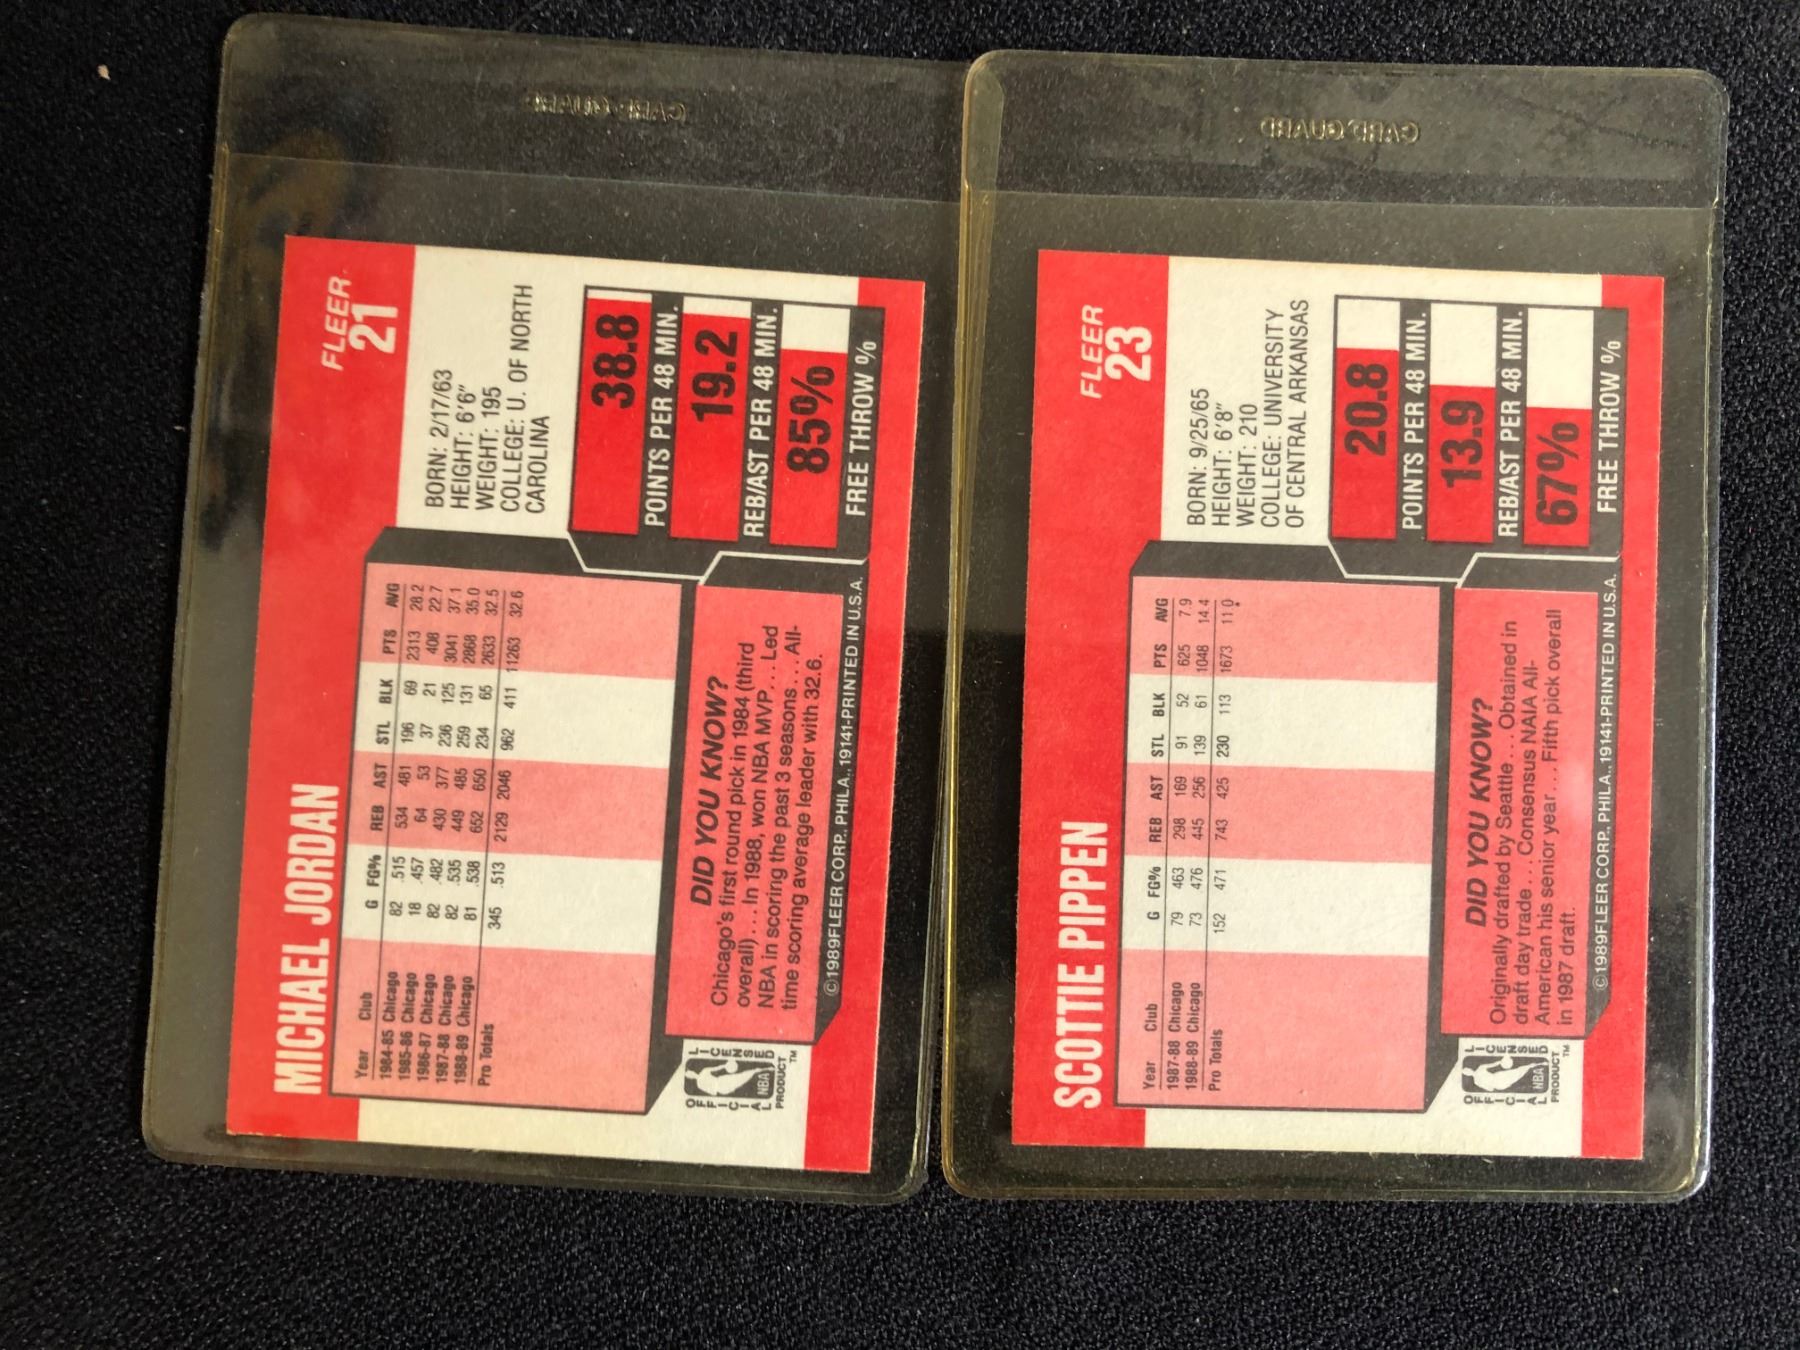 CARD GUARD
FLEER
21
MICHAEL JORDAN
BORN: 2/17/63
HEIGHT: 6'6"
WEIGHT: 195
COLLEGE: U. OF NORTH
CAROLINA
Year Club G FG% REB AST STL BLK PTS AVG
1984-85 Chicago 82 .515 534 481 196 69 2313 28.2
1985-86 Chicago 18 .457 64 53 37 21 408 22.7
1986-87 Chicago 82 .482 430 377 236 125 3041 37.1
1987-88 Chicago 82 .535 449 485 259 131 2868 35.0
1988-89 Chicago 81 .538 652 650 234 65 2633 32.5
Pro Totals 345 .513 2129 2046 962 411 11263 32.6
38.8
POINTS PER 48 MIN.
19.2
REB/AST PER 48 MIN.
85%
FREE THROW %
DID YOU KNOW?
Chicago's first round pick in 1984 (third
overall) . . . In 1988, won NBA MVP . . . Led
NBA in scoring the past 3 seasons . . . All-
time scoring average leader with 32.6.
OFFICIAL LICENSED
NBA
PRODUCT ™
©1989 FLEER CORP., PHILA., 19141-PRINTED IN U.S.A.
CARD GUARD
FLEER
23
SCOTTIE PIPPEN
BORN: 9/25/65
HEIGHT: 6'8"
WEIGHT: 210
COLLEGE: UNIVERSITY
OF CENTRAL ARKANSAS
Year Club G FG% REB AST STL BLK PTS AVG
1987-88 Chicago 79 463 298 169 91 52 625 7.9
1988-89 Chicago 73 476 445 256 139 61 1048 14.4
Pro Totals 152 471 743 425 230 113 1673 11.0
20.8
POINTS PER 48 MIN.
13.9
REB/AST PER 48 MIN.
67%
FREE THROW %
DID YOU KNOW?
Originally drafted by Seattle . . . Obtained in
draft day trade . . . Consensus NAIA All-
American his senior year . . . Fifth pick overall
in 1987 draft.
OFFICIAL LICENSED
NBA
PRODUCT ™
©1989 FLEER CORP., PHILA., 19141-PRINTED IN U.S.A.